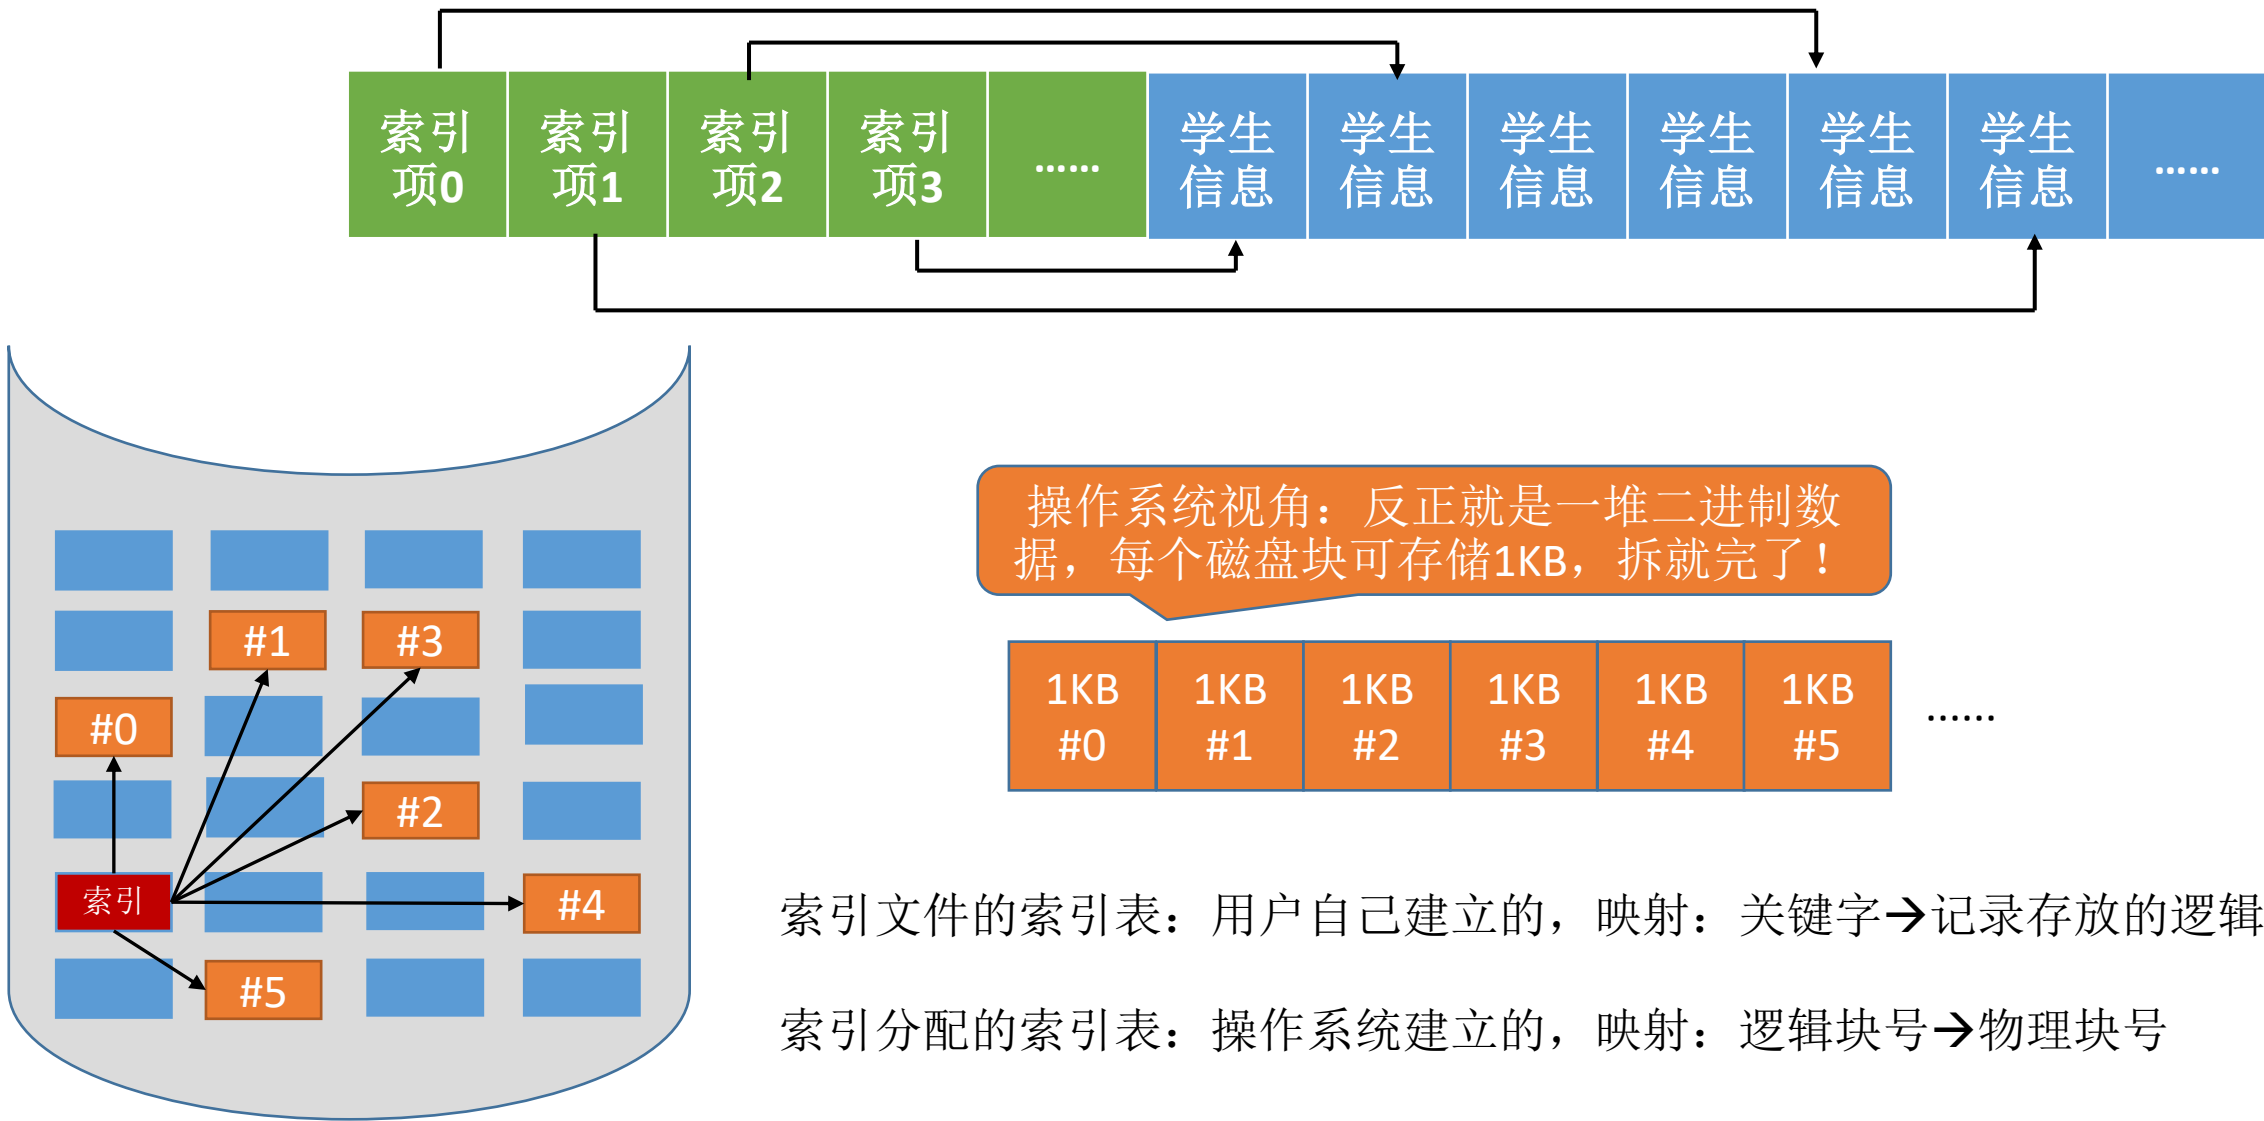 索引
项0
索引
项1
索引
项2
索引
项3
……
学生
信息
学生
信息
学生
信息
学生
信息
学生
信息
学生
信息
……
操作系统视角：反正就是一堆二进制数
据，每个磁盘块可存储1KB，拆就完了！
#1
#3
#0
#2
索引
#4
#5
1KB
#0
1KB
#1
1KB
#2
1KB
#3
1KB
#4
1KB
#5
……
索引文件的索引表：用户自己建立的，映射：关键字→记录存放的逻辑
索引分配的索引表：操作系统建立的，映射：逻辑块号→物理块号